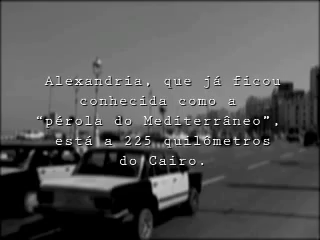 Alexandria, que já ficou
conhecida como a
“pérola do Mediterrâneo”,
está a 225 quilômetros
do Cairo.